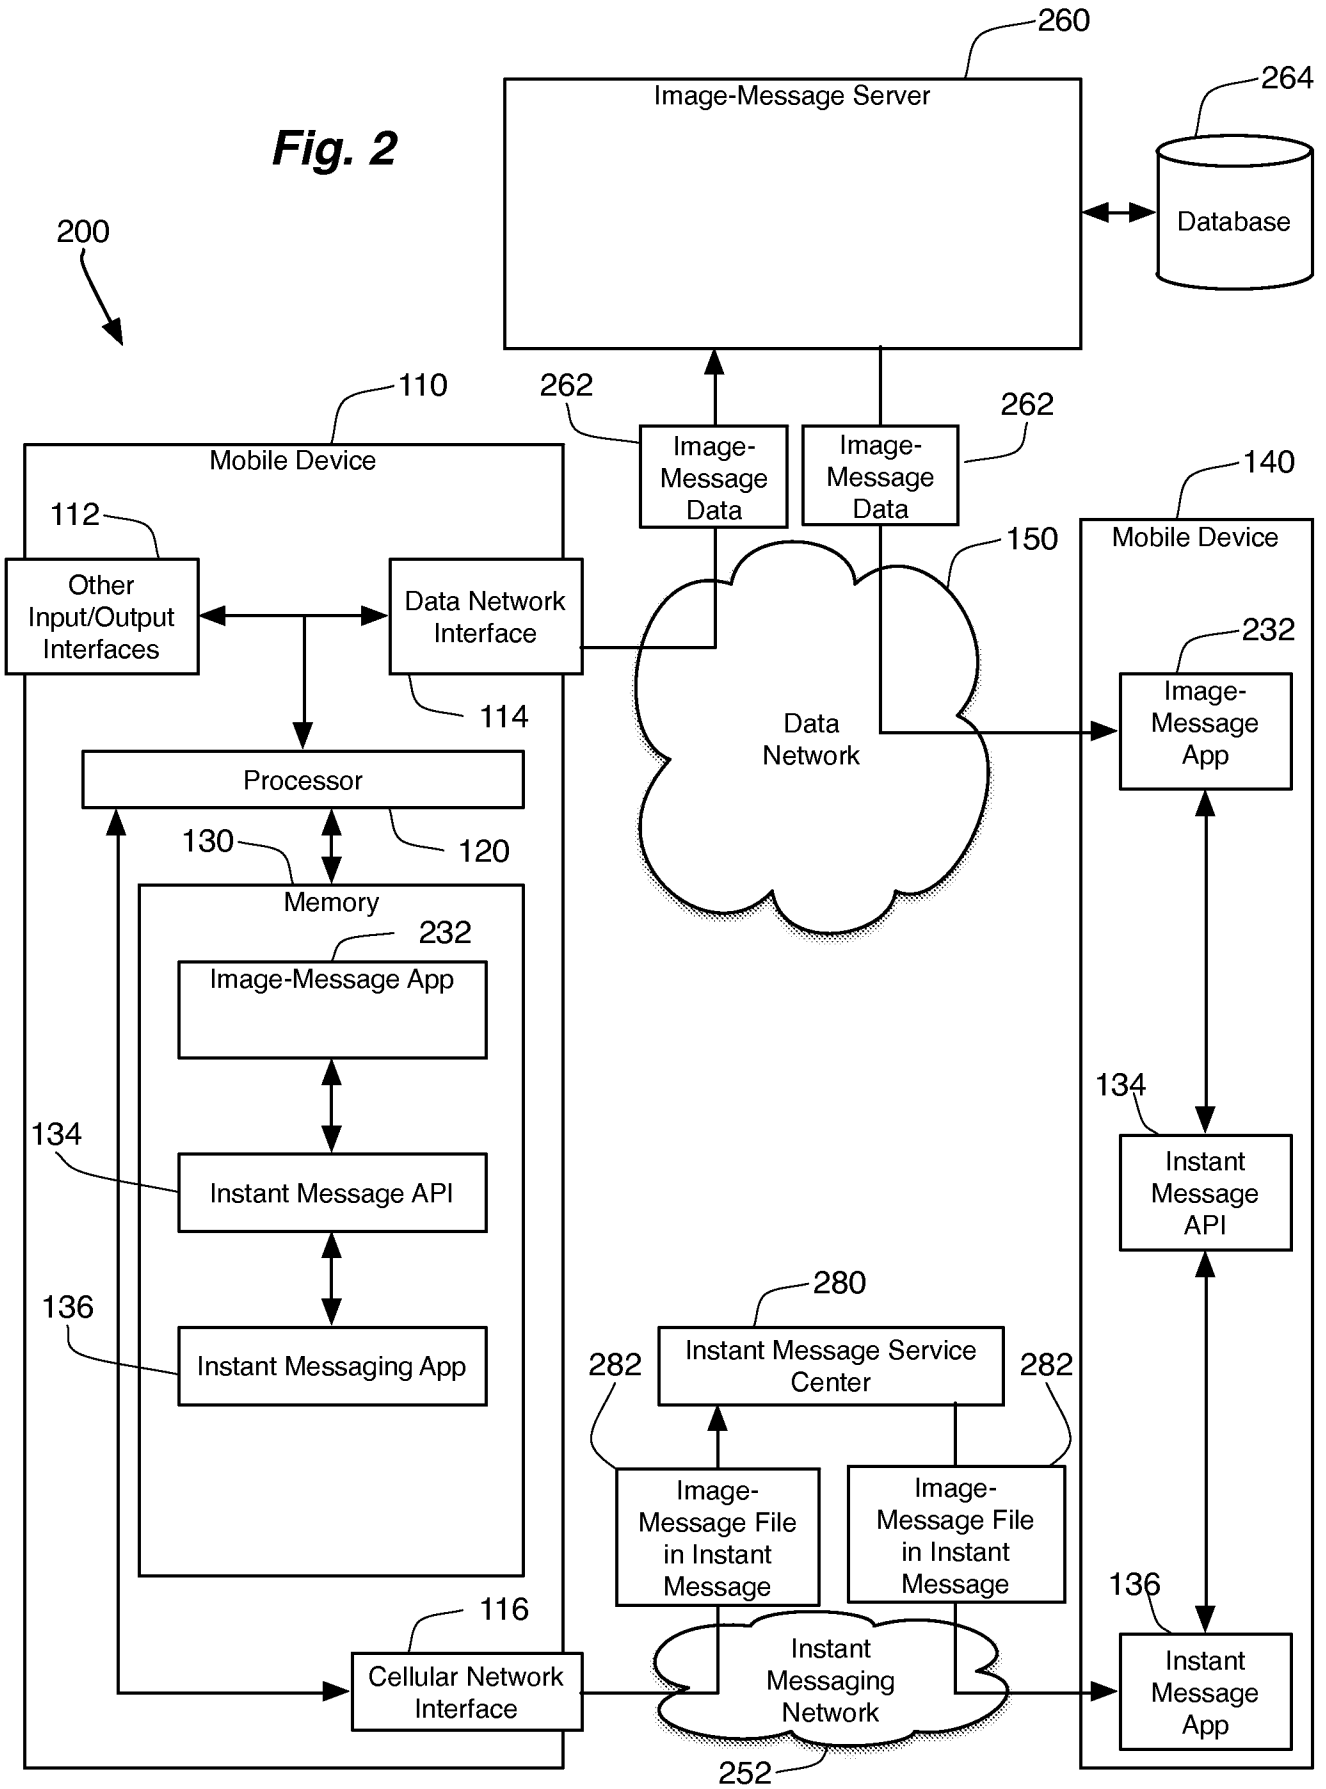 260
Image-Message Server
264
Fig. 2
Database
200
262
262
110
Image-
Message
Data
Image-
Message
Data
Mobile Device
140
112
150
Mobile Device
Other
Input/Output
Interfaces
Data Network
Interface
232
114
Image-
Message
App
Data
Network
Processor
130
120
Memory
232
Image-Message App
134
134
Instant Message API
Instant
Message
API
280
136
Instant Message Service
Center
282
282
Instant Messaging App
Image-
Message File
in Instant
Message
Image-
Message File
in Instant
Message
136
116
Cellular Network
Interface
Instant
Messaging
Network
Instant
Message
App
252